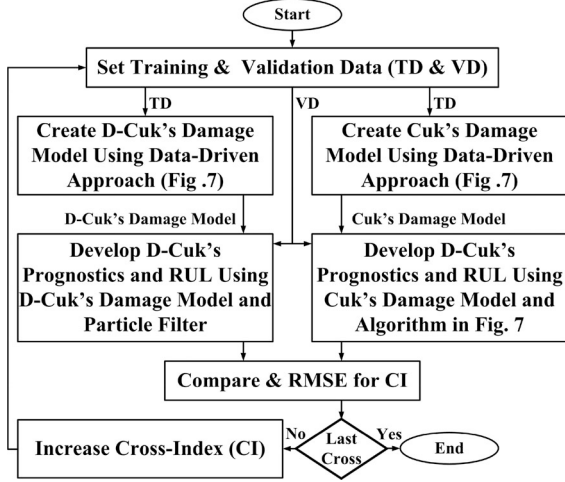 Start
Set Training & Validation Data (TD & VD)
TD
VD
TD
Create D-Cuk's Damage
Model Using Data-Driven
Approach (Fig .7)
Create Cuk's Damage
Model Using Data-Driven
Approach (Fig. 7)
D-Cuk's Damage Model
Cuk's Damage Model
Develop D-Cuk's
Prognostics and RUL Using
D-Cuk's Damage Model and
Particle Filter
Develop D-Cuk's
Prognostics and RUL Using
Cuk's Damage Model and
Algorithm in Fig. 7
Compare & RMSE for CI
Increase Cross-Index (CI)
No
Last
Cross
Yes
End